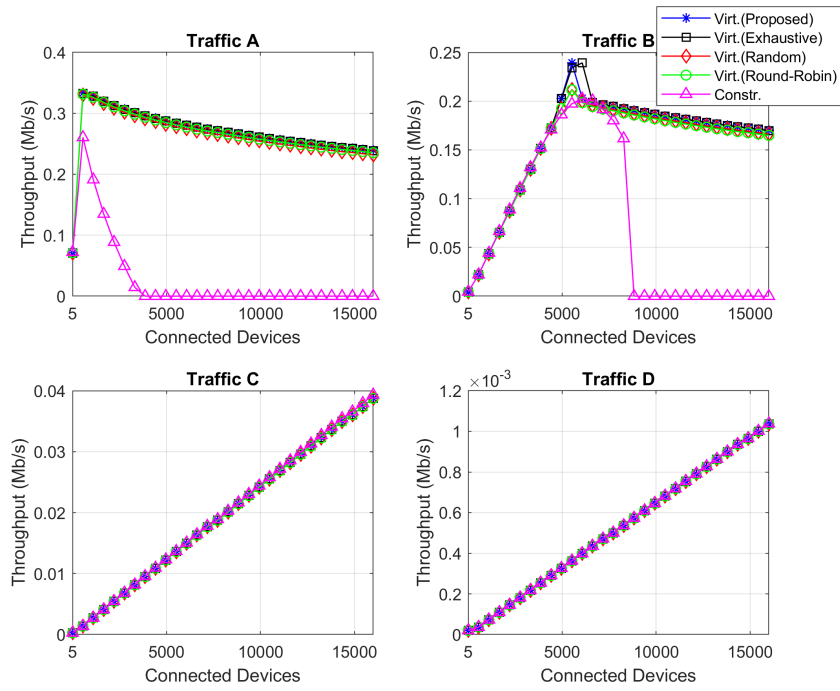 Traffic A
Throughput (Mb/s)
0.4
0.3
0.2
0.1
0
5
5000
10000
15000
Connected Devices
Traffic B
Virt.(Proposed)
Virt.(Exhaustive)
Virt.(Random)
Virt.(Round-Robin)
Constr.
Throughput (Mb/s)
0.25
0.2
0.15
0.1
0.05
0
5
5000
10000
15000
Connected Devices
Traffic C
Throughput (Mb/s)
0.04
0.03
0.02
0.01
0
5
5000
10000
15000
Connected Devices
Traffic D
×10⁻³
Throughput (Mb/s)
1.2
1
0.8
0.6
0.4
0.2
0
5
5000
10000
15000
Connected Devices